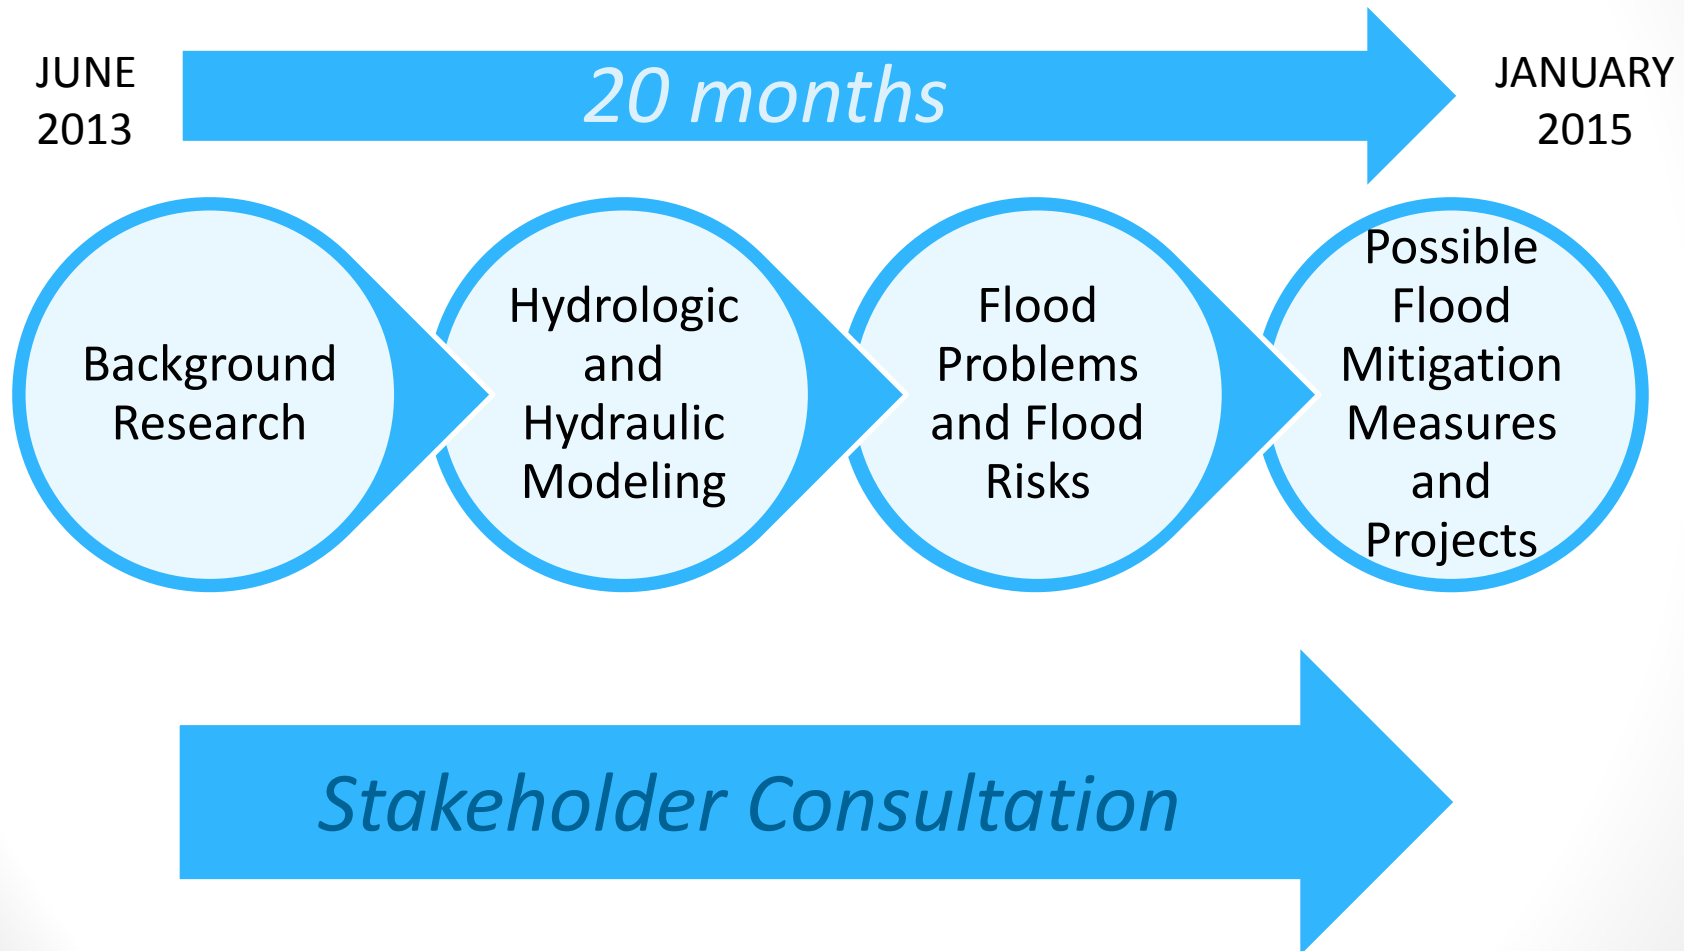 JUNE
2013
20 months
JANUARY
2015
Background
Research
Hydrologic
and
Hydraulic
Modeling
Flood
Problems
and Flood
Risks
Possible
Flood
Mitigation
Measures
and
Projects
Stakeholder Consultation